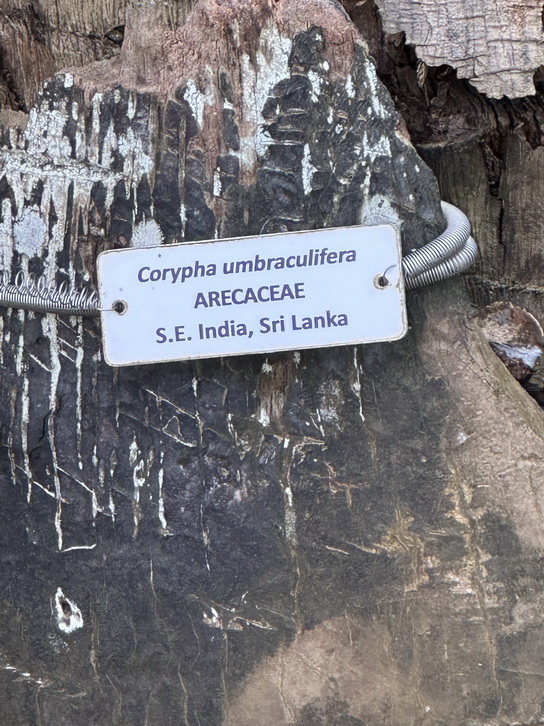 Corypha umbraculifera
ARECACEAE
S.E. India, Sri Lanka